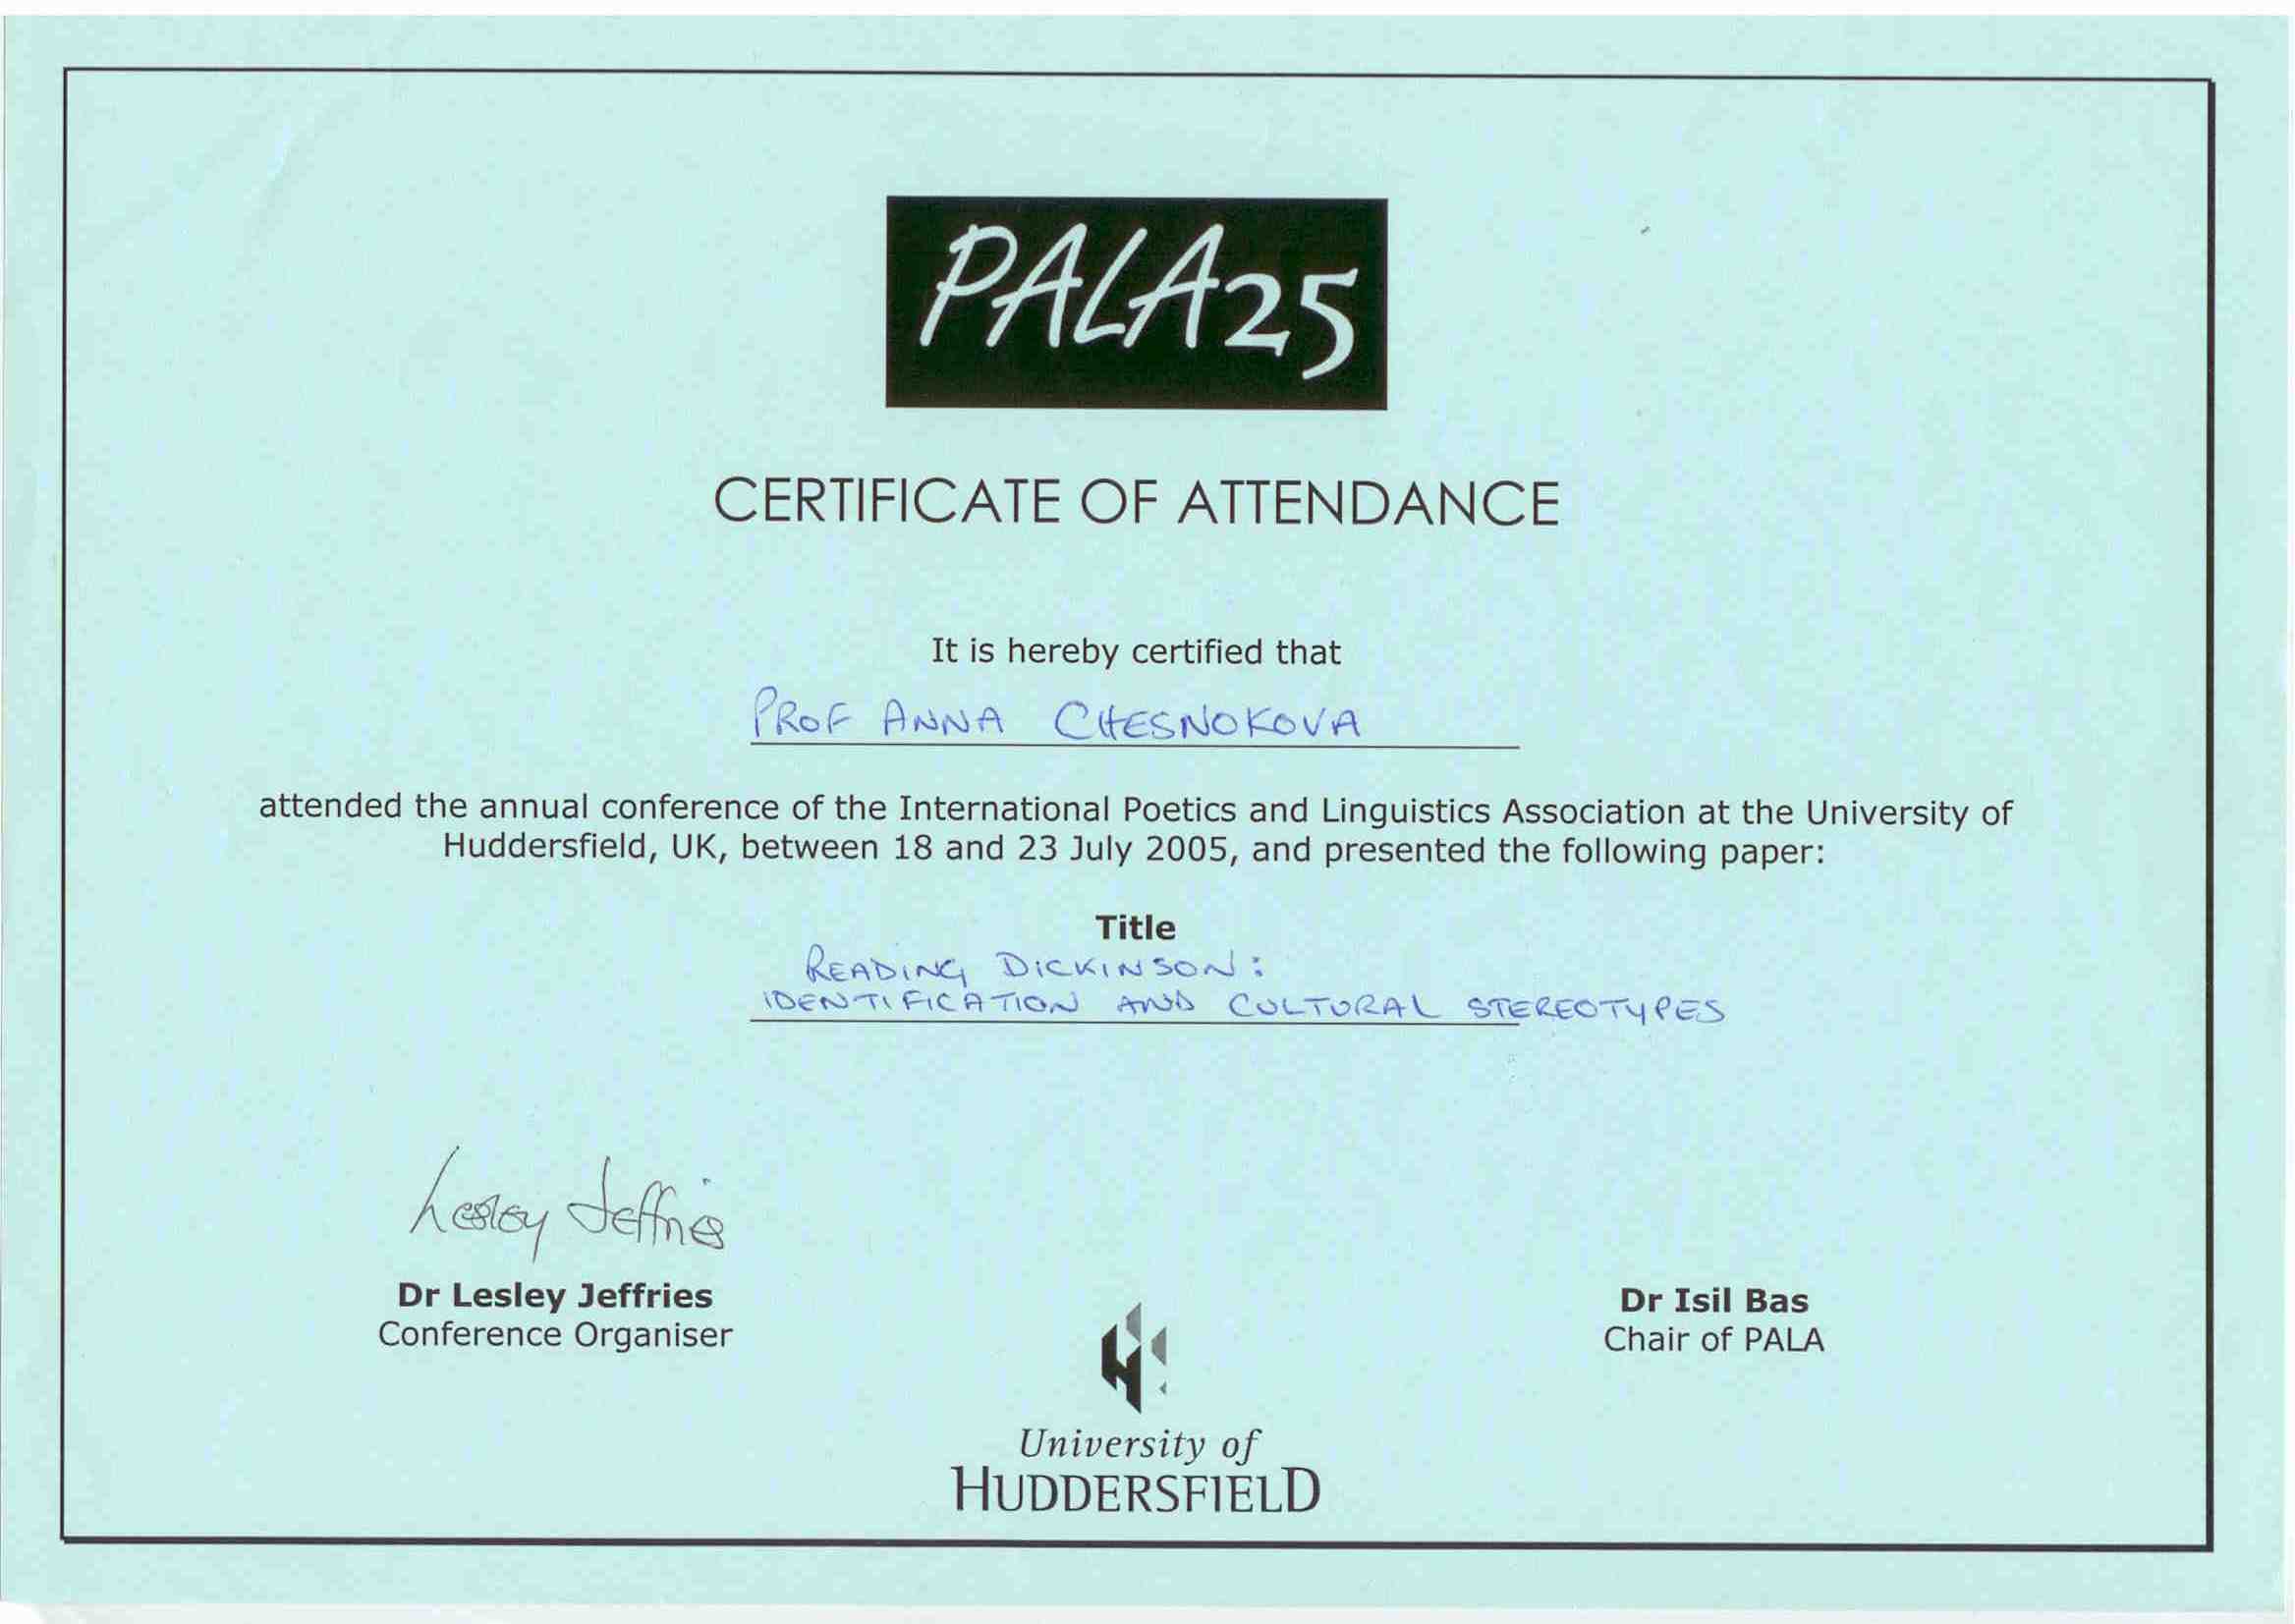 PALA25
CERTIFICATE OF ATTENDANCE
It is hereby certified that
PROF ANNA CHESNOKOVA
attended the annual conference of the International Poetics and Linguistics Association at the University of
Huddersfield, UK, between 18 and 23 July 2005, and presented the following paper:
Title
READING DICKINSON:
IDENTIFICATION AND CULTURAL STEREOTYPES
Lesley Jeffries
Dr Lesley Jeffries
Conference Organiser
Dr Isil Bas
Chair of PALA
University of
HUDDERSFIELD